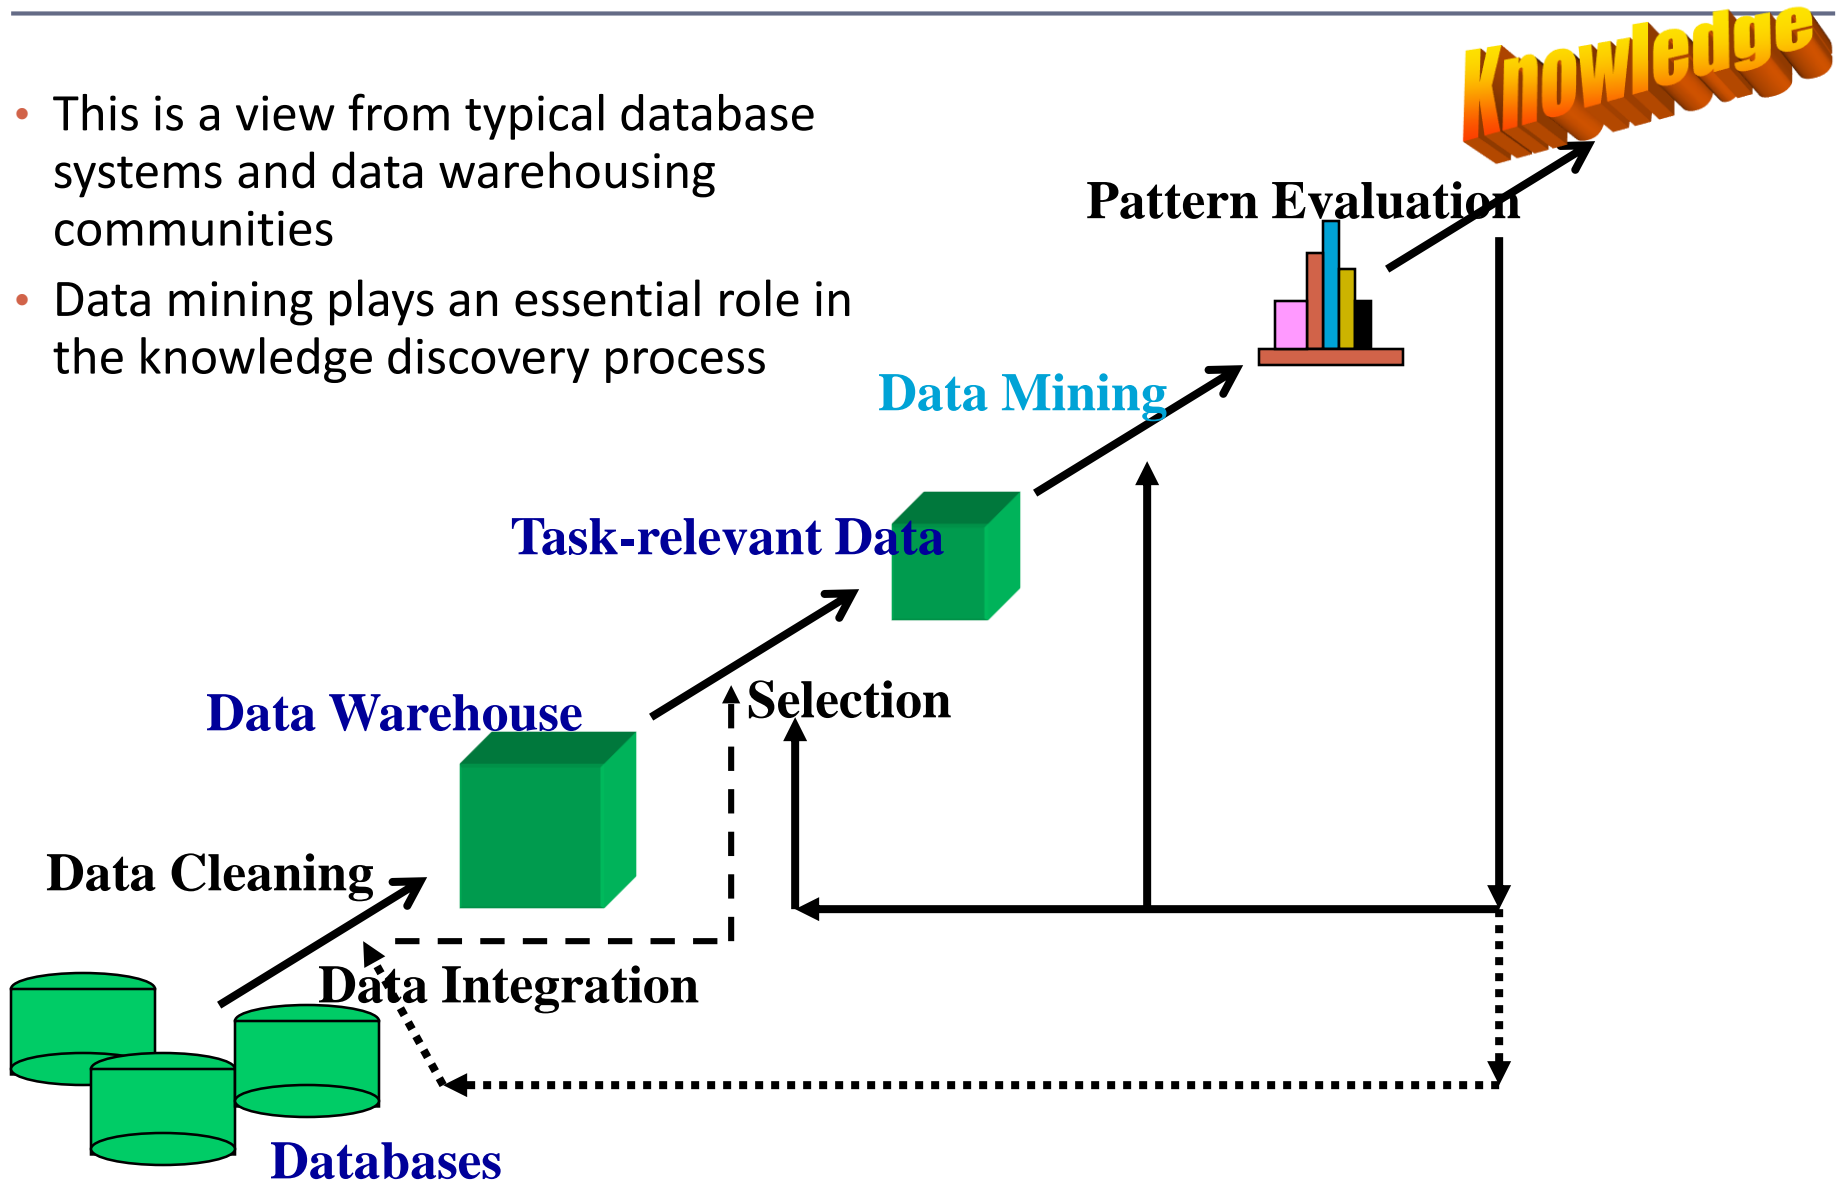 Knowledge
• This is a view from typical database
systems and data warehousing
communities
• Data mining plays an essential role in
the knowledge discovery process
Pattern Evaluation
Data Mining
Task-relevant Data
Selection
Data Warehouse
Data Cleaning
Data Integration
Databases